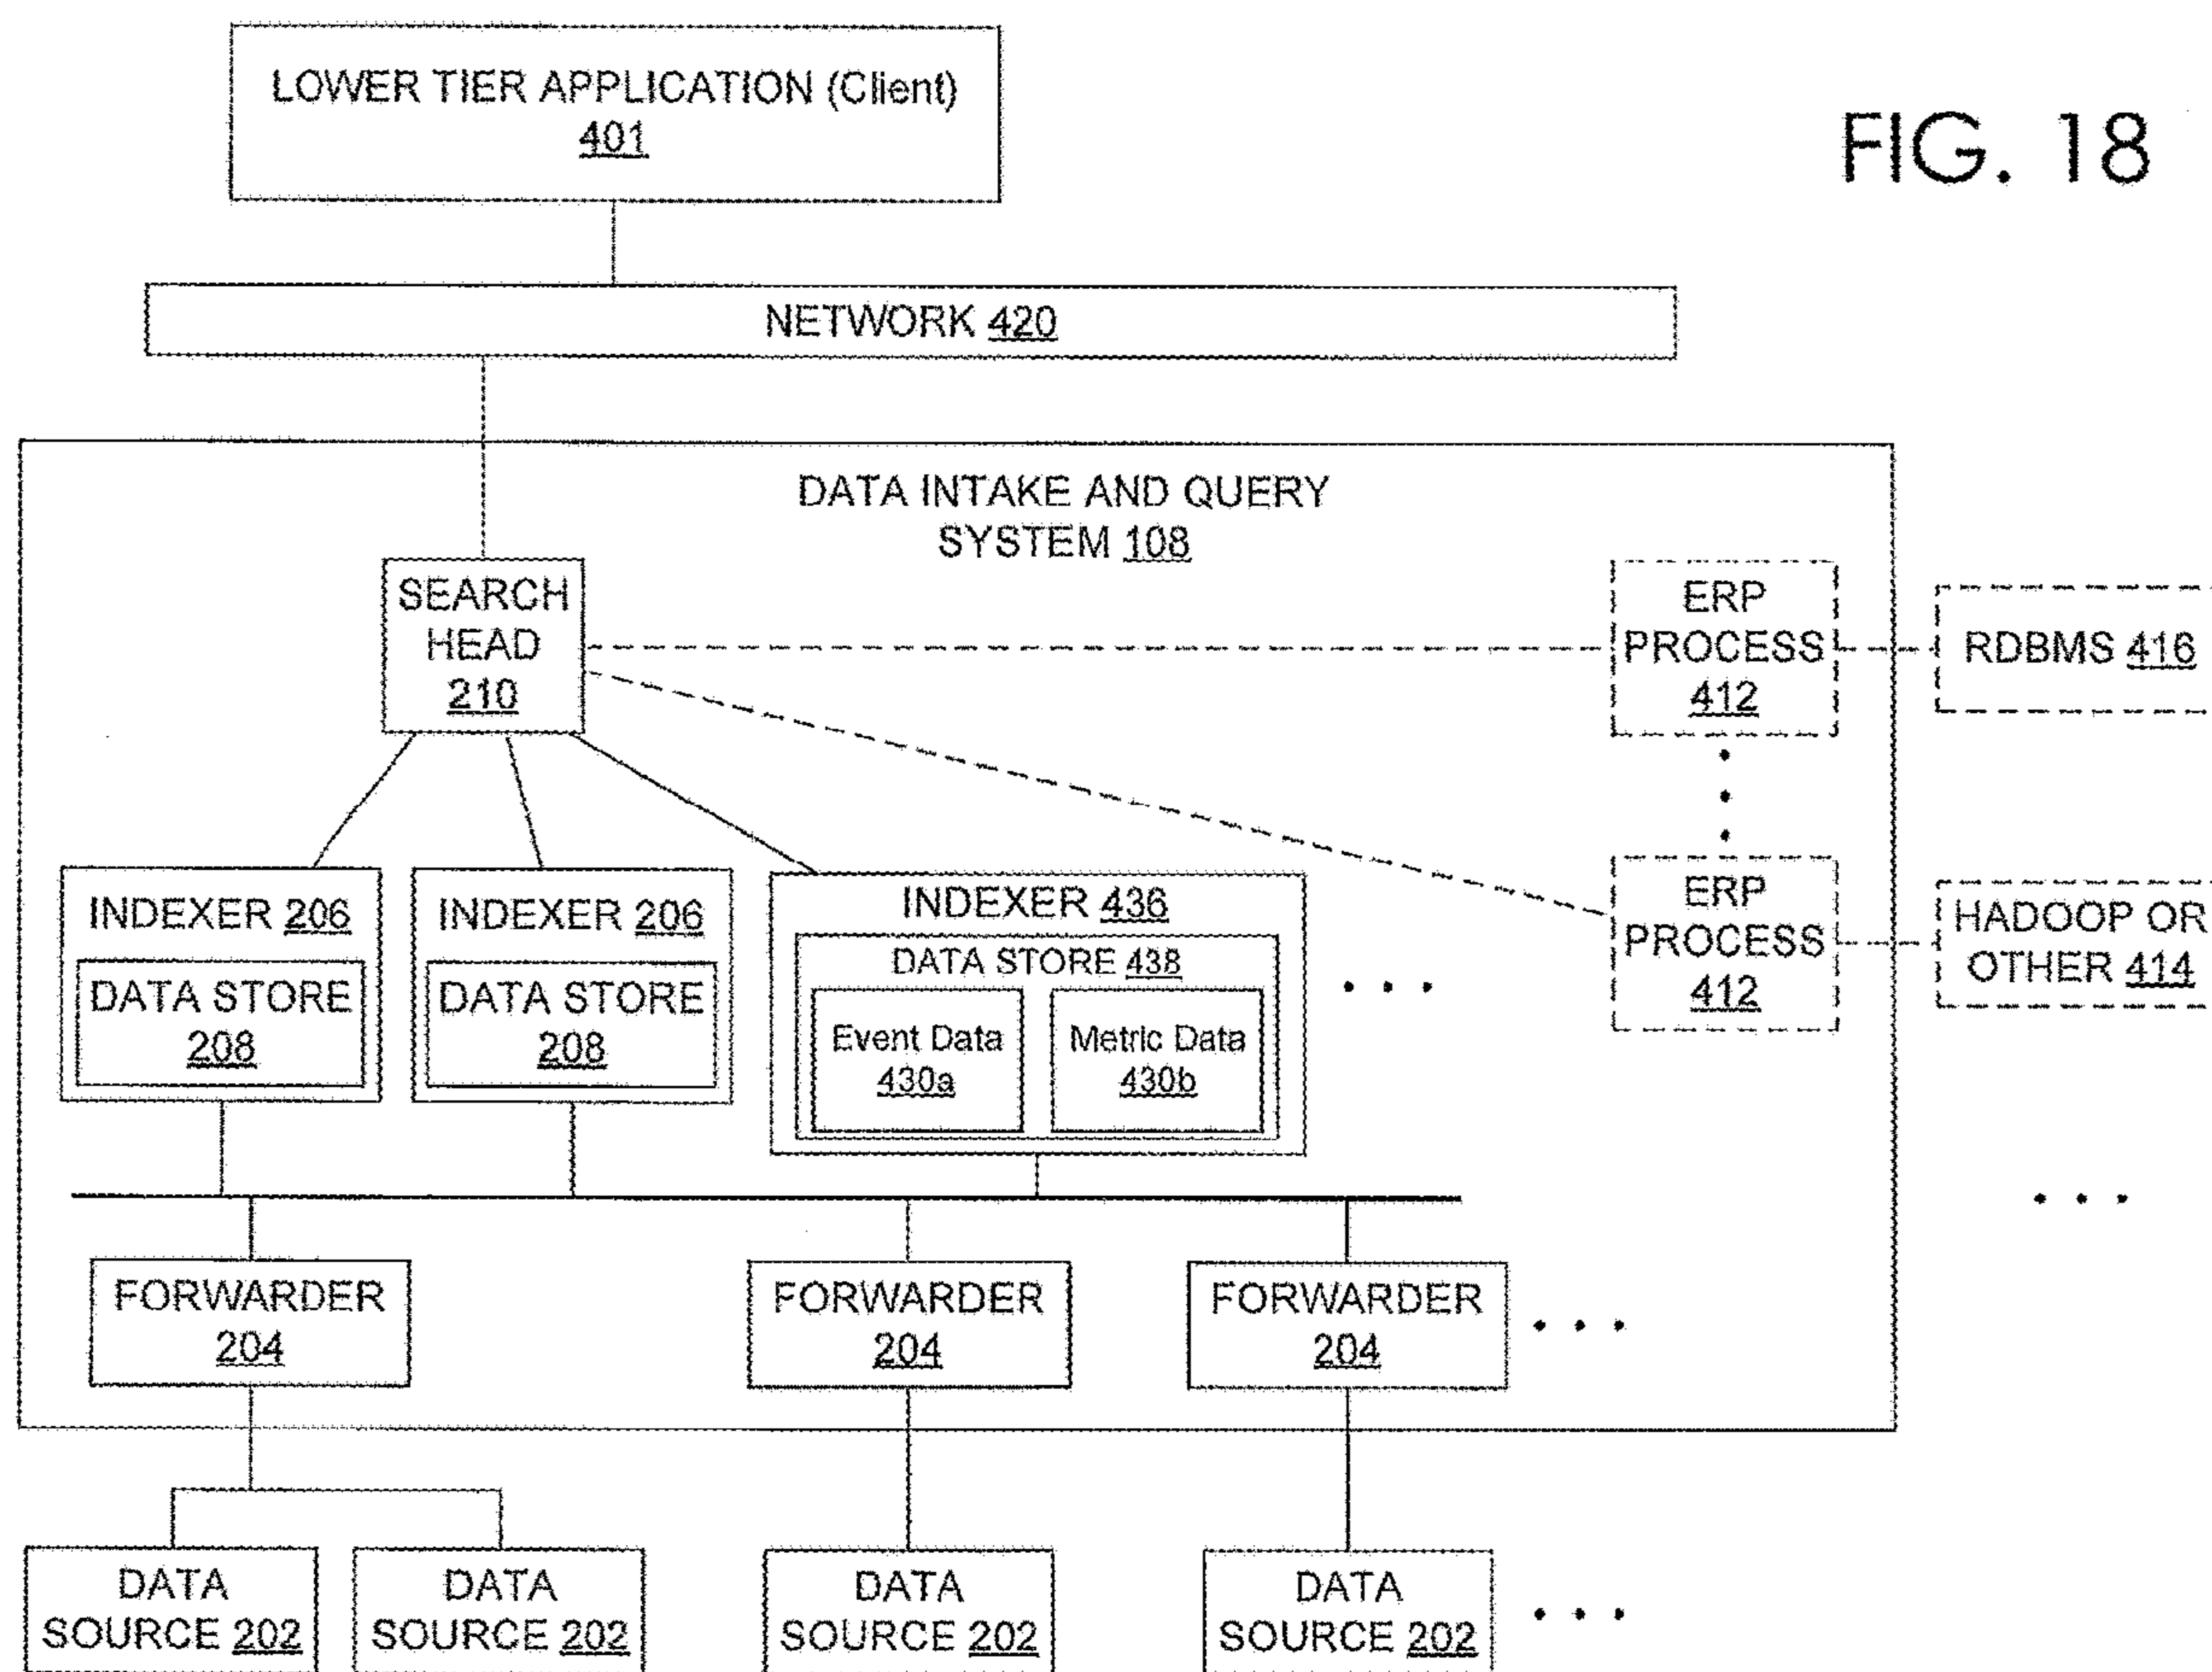 LOWER TIER APPLICATION (Client)
401
FIG. 18
NETWORK 420
DATA INTAKE AND QUERY
SYSTEM 108
SEARCH
HEAD
210
ERP
PROCESS
412
RDBMS 416
INDEXER 206
DATA STORE
208
INDEXER 206
DATA STORE
208
INDEXER 436
DATA STORE 438
Event Data
430a
Metric Data
430b
ERP
PROCESS
412
HADOOP OR
OTHER 414
FORWARDER
204
FORWARDER
204
FORWARDER
204
DATA
SOURCE 202
DATA
SOURCE 202
DATA
SOURCE 202
DATA
SOURCE 202